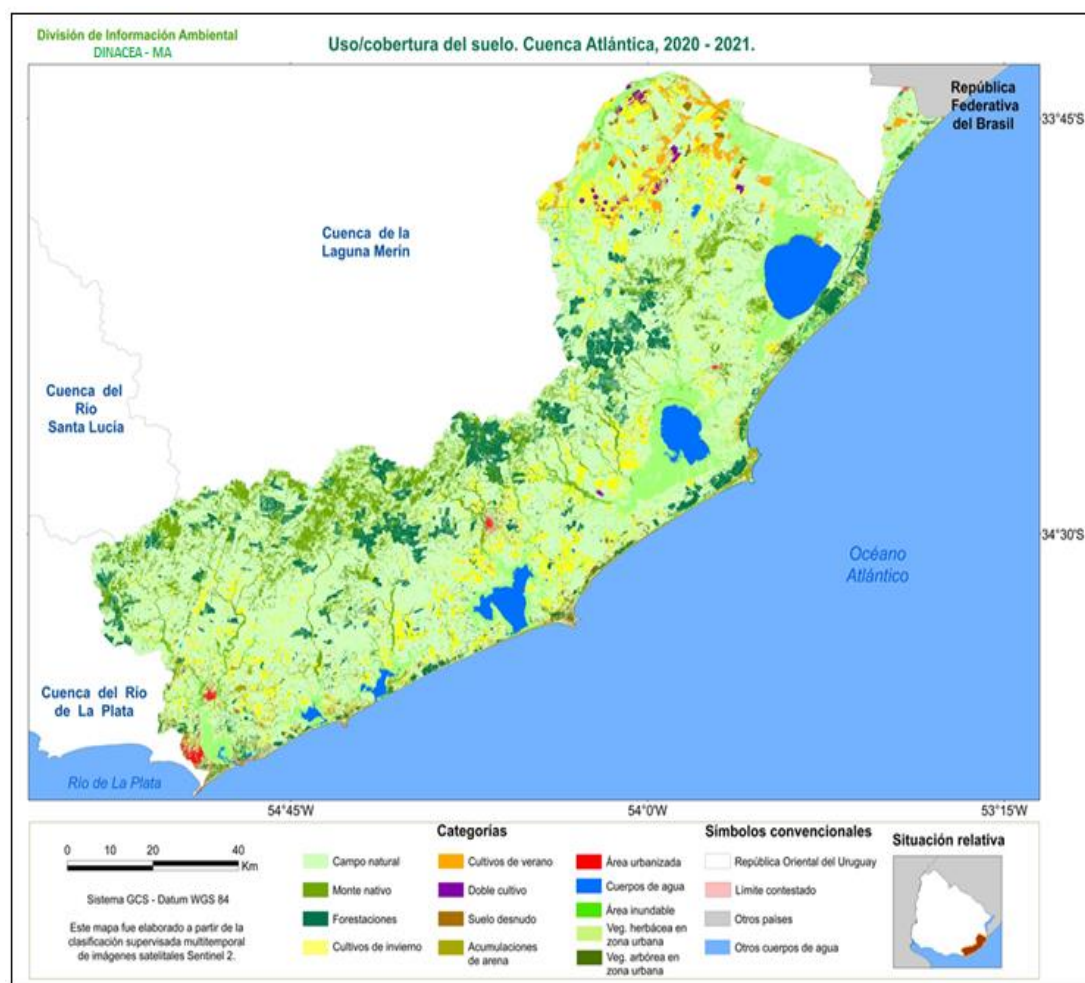 División de Información Ambiental
DINACEA - MA
Uso/cobertura del suelo. Cuenca Atlántica, 2020 - 2021.
República
Federativa
del Brasil
33°45'S
Cuenca de la
Laguna Merín
Cuenca del
Río
Santa Lucía
34°30'S
Océano
Atlántico
Cuenca del Río
de La Plata
Río de La Plata
54°45'W
54°0'W
53°15'W
0 20 40
Km
Sistema GCS - Datum WGS 84
Este mapa fue elaborado a partir de la
clasificación supervisada multitemporal
de imágenes satelitales Sentinel 2.
Categorías
Campo natural
Monte nativo
Forestaciones
Cultivos de invierno
Cultivos de verano
Doble cultivo
Suelo desnudo
Acumulaciones
de arena
Área urbanizada
Cuerpos de agua
Área inundable
Veg. herbácea en
zona urbana
Veg. arbórea en
zona urbana
Símbolos convencionales
República Oriental del Uruguay
Límite contestado
Otros países
Otros cuerpos de agua
Situación relativa